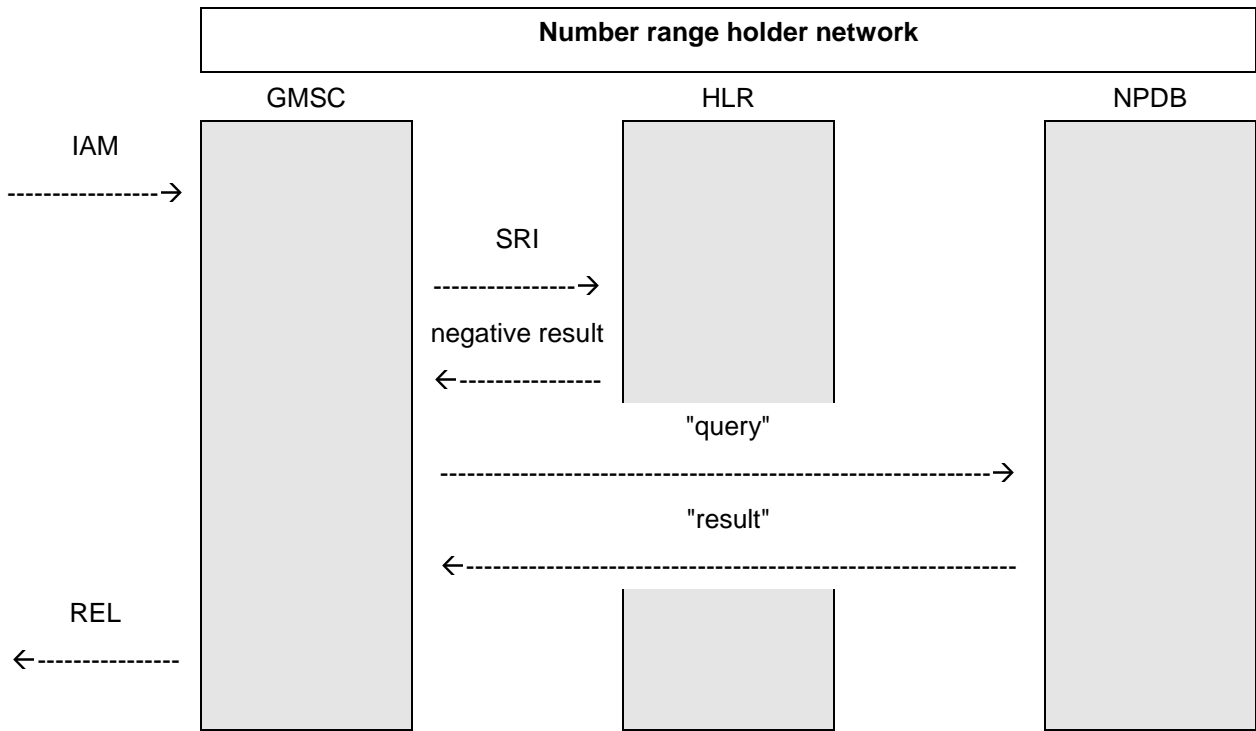 Number range holder network
GMSC HLR NPDB
IAM
-----------------→
SRI
----------------→
negative result
←----------------
"query"
--------------------------------------------------------------→
"result"
←--------------------------------------------------------------
REL
←----------------